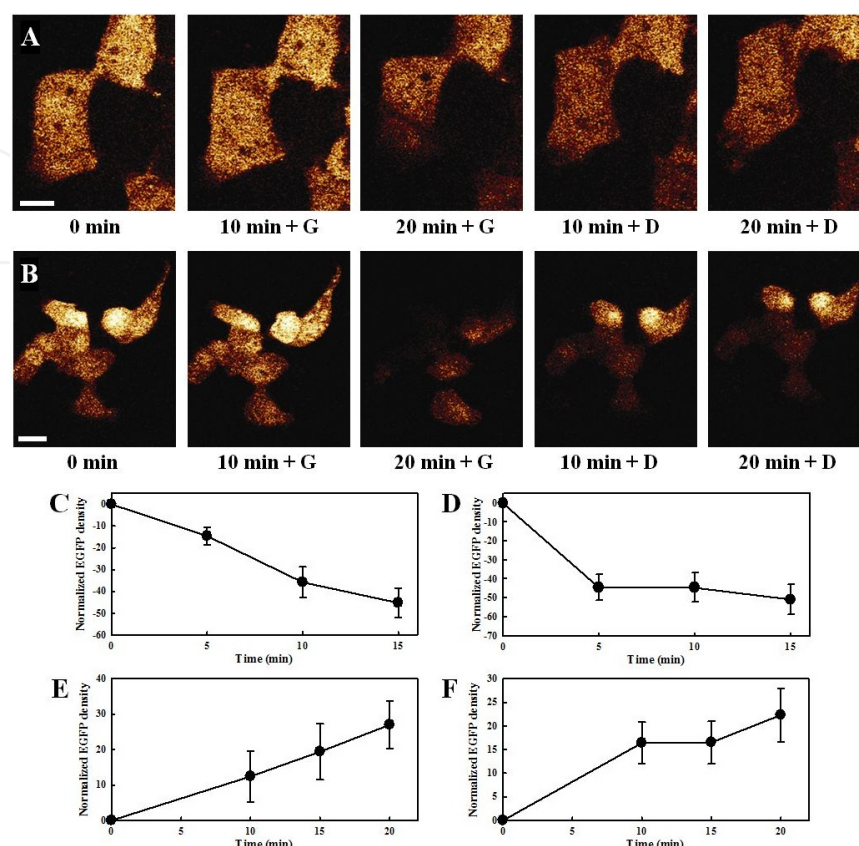 A
0 min 10 min + G 20 min + G 10 min + D 20 min + D
B
0 min 10 min + G 20 min + G 10 min + D 20 min + D
C
Normalized EGFP density
0
-10
-20
-30
-40
-50
-60
0 5 10 15
Time (min)
D
Normalized EGFP density
0
-10
-20
-30
-40
-50
-60
-70
0 5 10 15
Time (min)
E
Normalized EGFP density
40
30
20
10
0
0 5 10 15 20
Time (min)
F
Normalized EGFP density
30
25
20
15
10
5
0
0 5 10 15 20
Time (min)